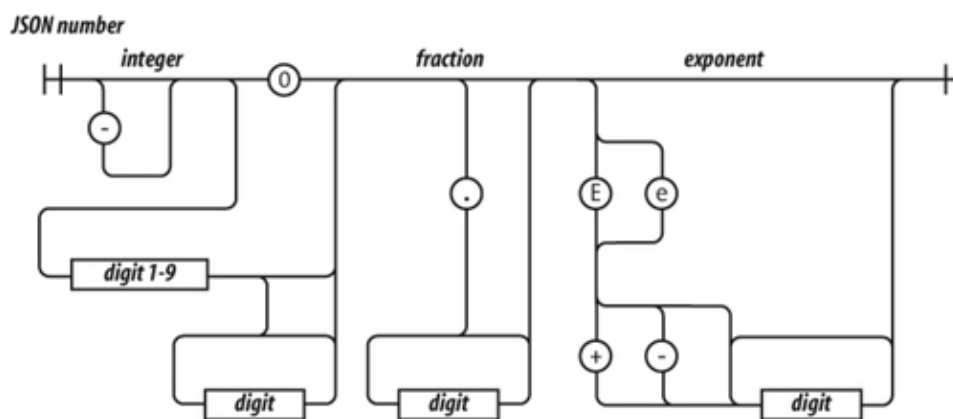 JSON number
integer fraction exponent
0
-
. E e
digit 1-9
+ -
digit digit digit